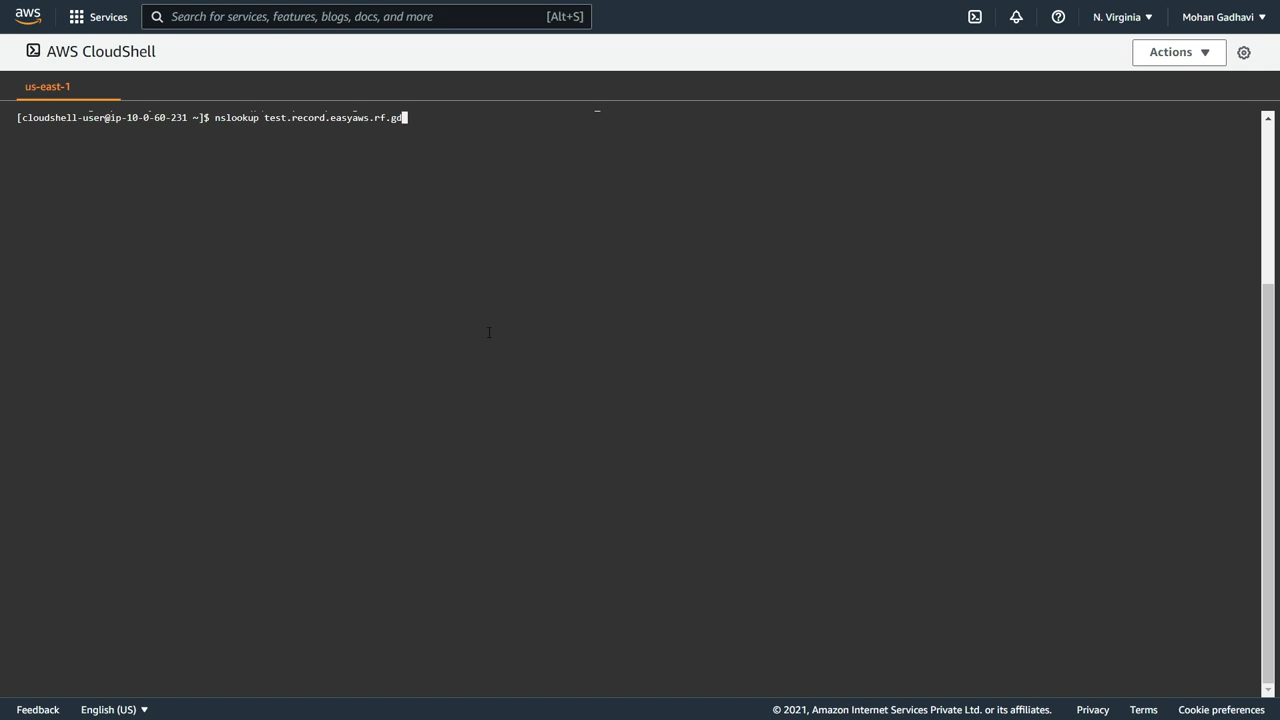 aws Services Search for services, features, blogs, docs, and more [Alt+S] N. Virginia Mohan Gadhavi
AWS CloudShell Actions
us-east-1
[cloudshell-user@ip-10-0-60-231 ~]$ nslookup test.record.easyaws.rf.gd
Feedback English (US) © 2021, Amazon Internet Services Private Ltd. or its affiliates. Privacy Terms Cookie preferences